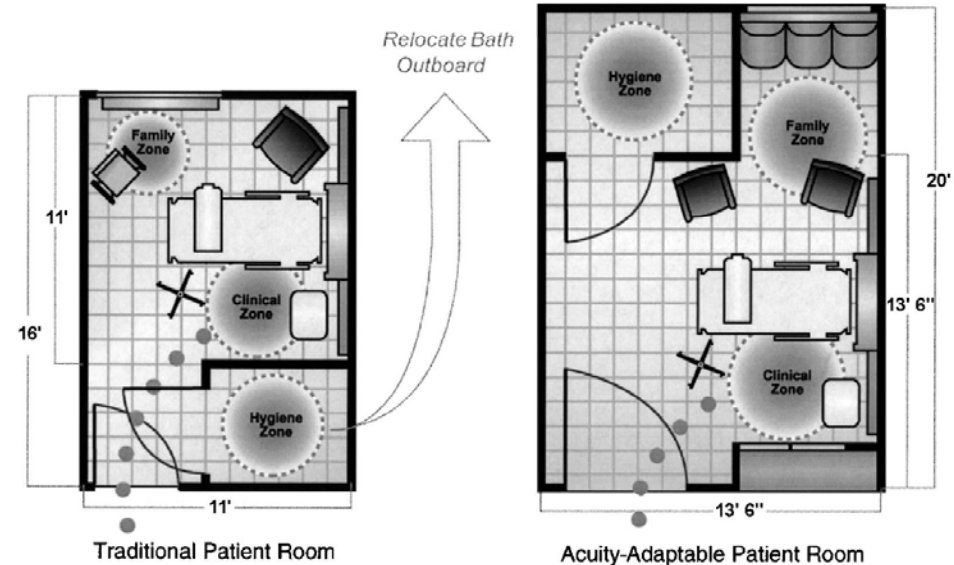 Relocate Bath
Outboard
Family
Zone
11'
16'
Clinical
Zone
Hygiene
Zone
11'
Traditional Patient Room
Hygiene
Zone
Family
Zone
20'
13' 6"
Clinical
Zone
13' 6"
Acuity-Adaptable Patient Room